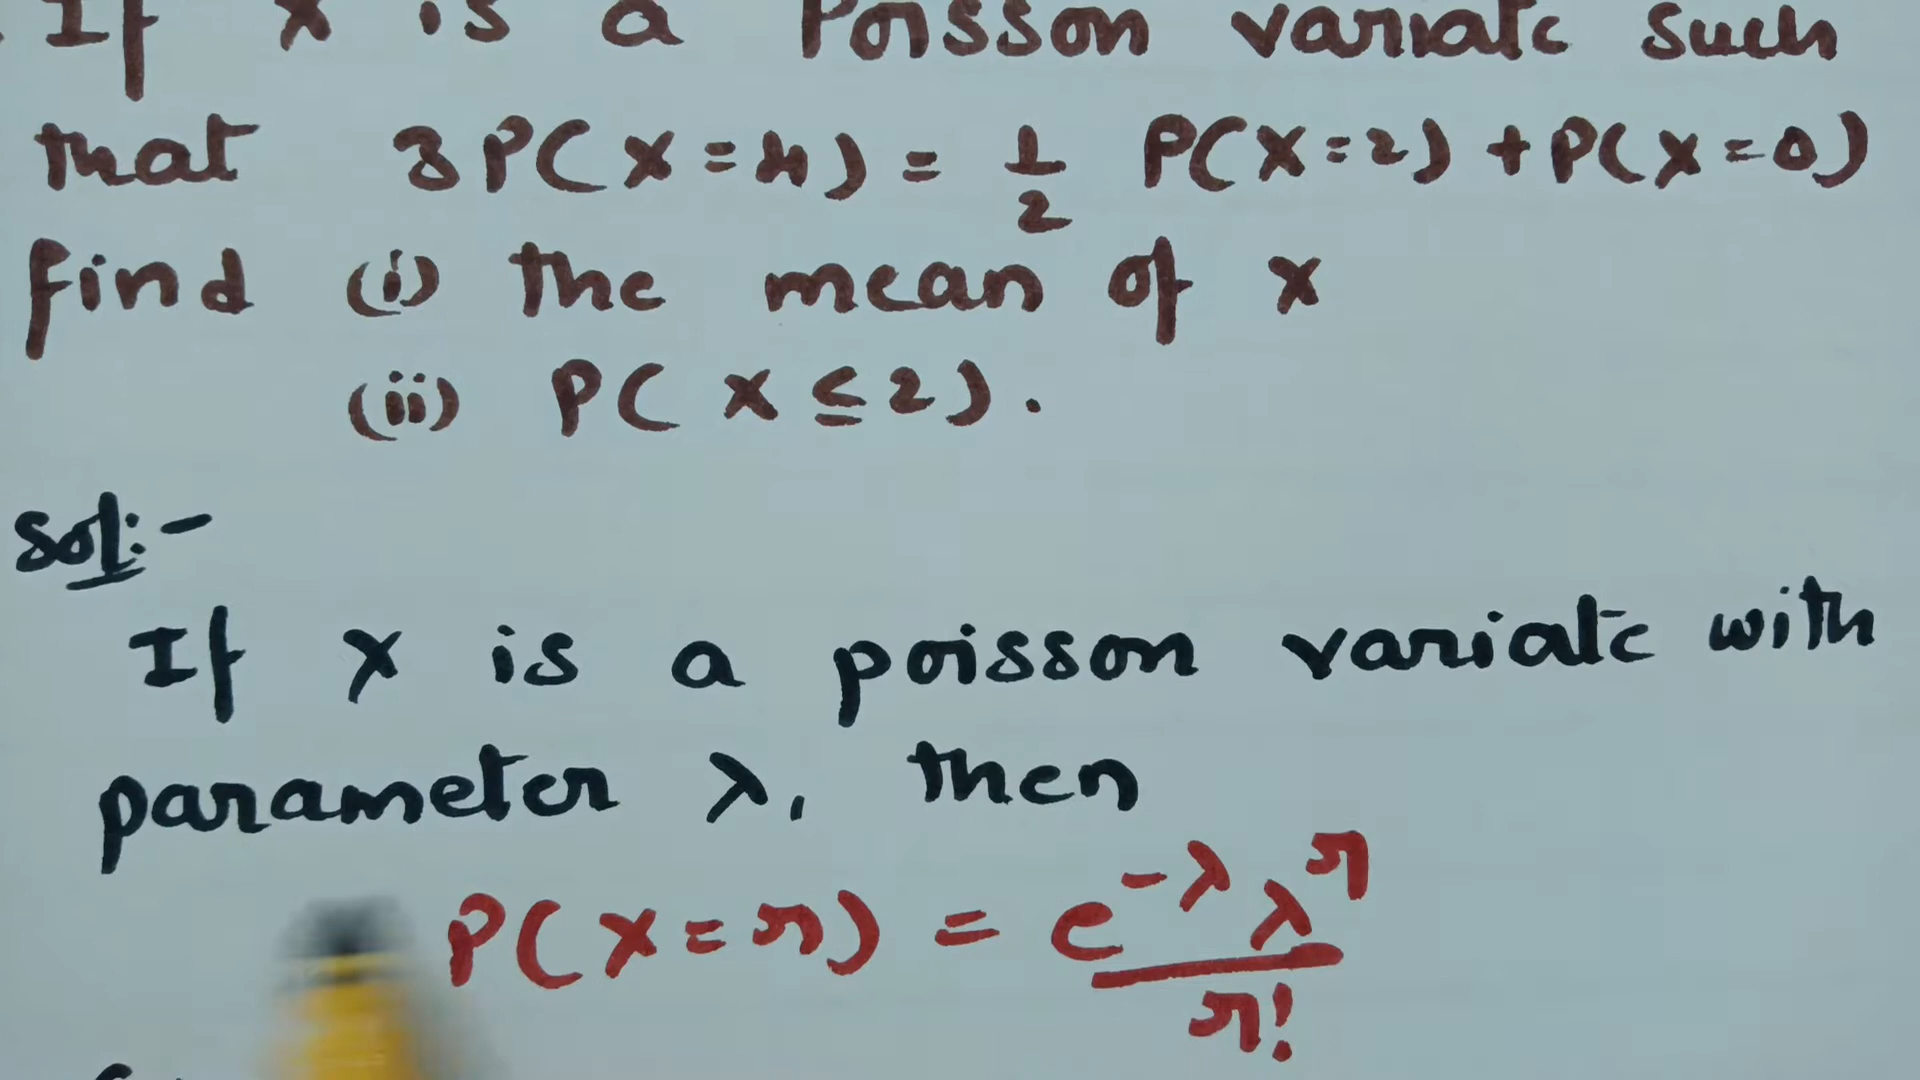 If X is a Poisson variate such
that 3P(X=4) = 1/2 P(X=2) + P(X=0)
find (i) the mean of X
(ii) P(X≤2).
Sol:-
If X is a poisson variate with
parameter λ, then
P(X=r) = e^-λ λ^r / r!